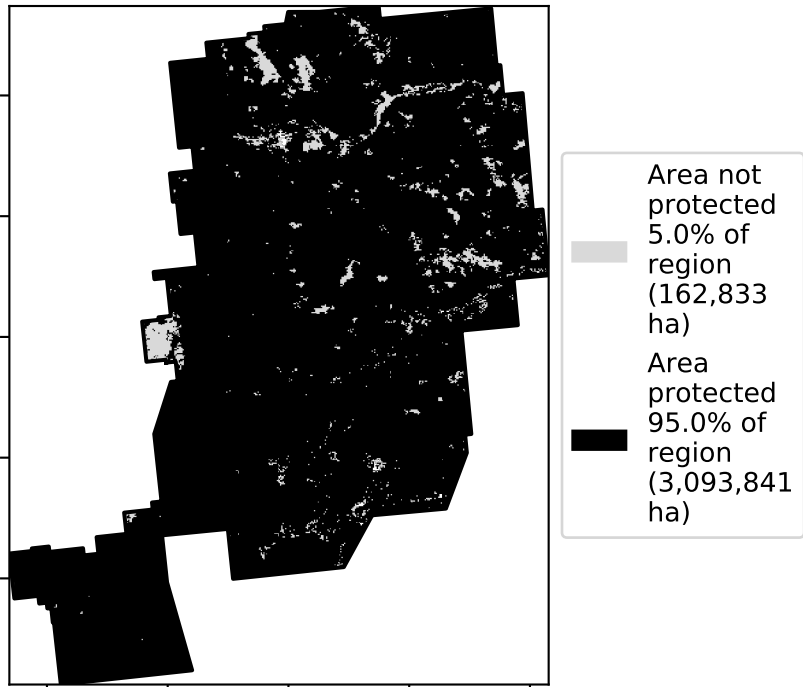 Area not
protected
5.0% of
region
(162,833
ha)
Area
protected
95.0% of
region
(3,093,841
ha)